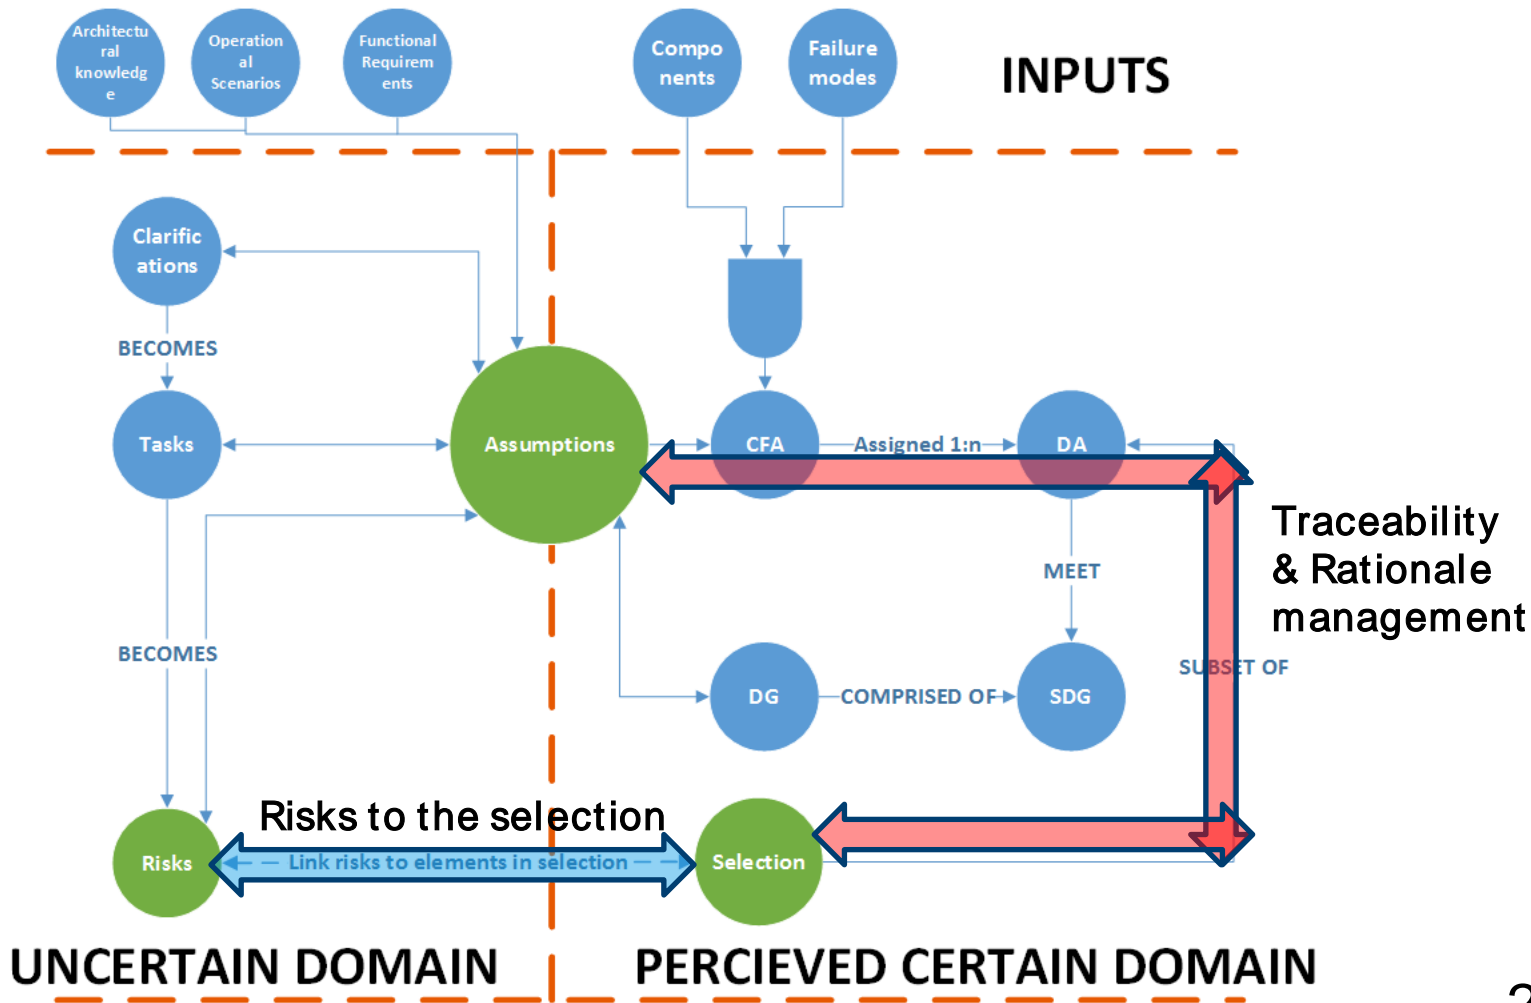 Architectu
ral
knowledg
e
Operation
al
Scenarios
Functional
Requirem
ents
Compo
nents
Failure
modes
INPUTS
Clarific
ations
BECOMES
Tasks
Assumptions
CFA
Assigned 1:n
DA
Traceability
& Rationale
management
MEET
BECOMES
SUBSET OF
DG
COMPRISED OF
SDG
Risks to the selection
Risks
Link risks to elements in selection
Selection
UNCERTAIN DOMAIN
PERCIEVED CERTAIN DOMAIN